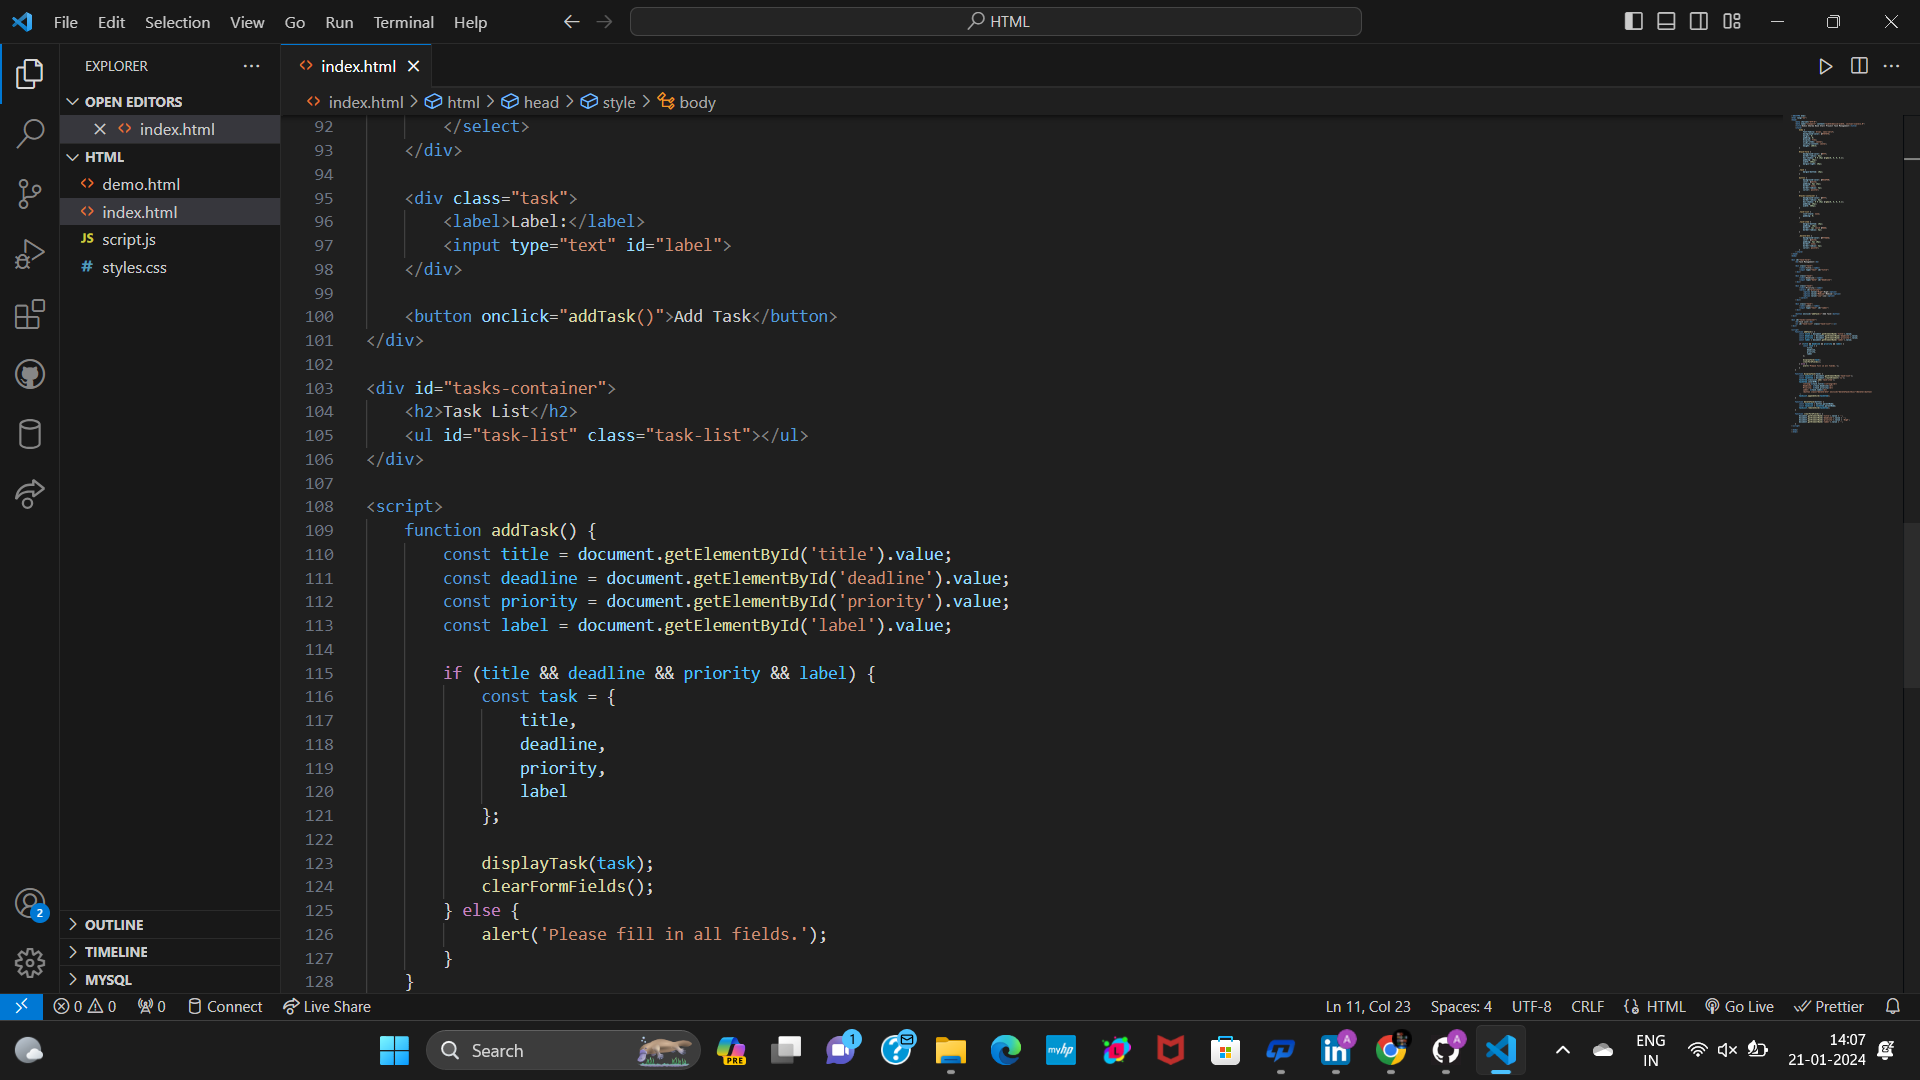 File Edit Selection View Go Run Terminal Help
HTML
EXPLORER
OPEN EDITORS
index.html
HTML
demo.html
index.html
JS script.js
# styles.css
OUTLINE
TIMELINE
MYSQL
2
index.html
index.html > html > head > style > body
92 </select>
93 </div>
94
95 <div class="task">
96 <label>Label:</label>
97 <input type="text" id="label">
98 </div>
99
100 <button onclick="addTask()">Add Task</button>
101 </div>
102
103 <div id="tasks-container">
104 <h2>Task List</h2>
105 <ul id="task-list" class="task-list"></ul>
106 </div>
107
108 <script>
109 function addTask() {
110 const title = document.getElementById('title').value;
111 const deadline = document.getElementById('deadline').value;
112 const priority = document.getElementById('priority').value;
113 const label = document.getElementById('label').value;
114
115 if (title && deadline && priority && label) {
116 const task = {
117 title,
118 deadline,
119 priority,
120 label
121 };
122
123 displayTask(task);
124 clearFormFields();
125 } else {
126 alert('Please fill in all fields.');
127 }
128 }
0 0 0 Connect Live Share
Ln 11, Col 23 Spaces: 4 UTF-8 CRLF {} HTML Go Live Prettier
Search
PRE
1
myhp
in
A
A
ENG
IN
14:07
21-01-2024